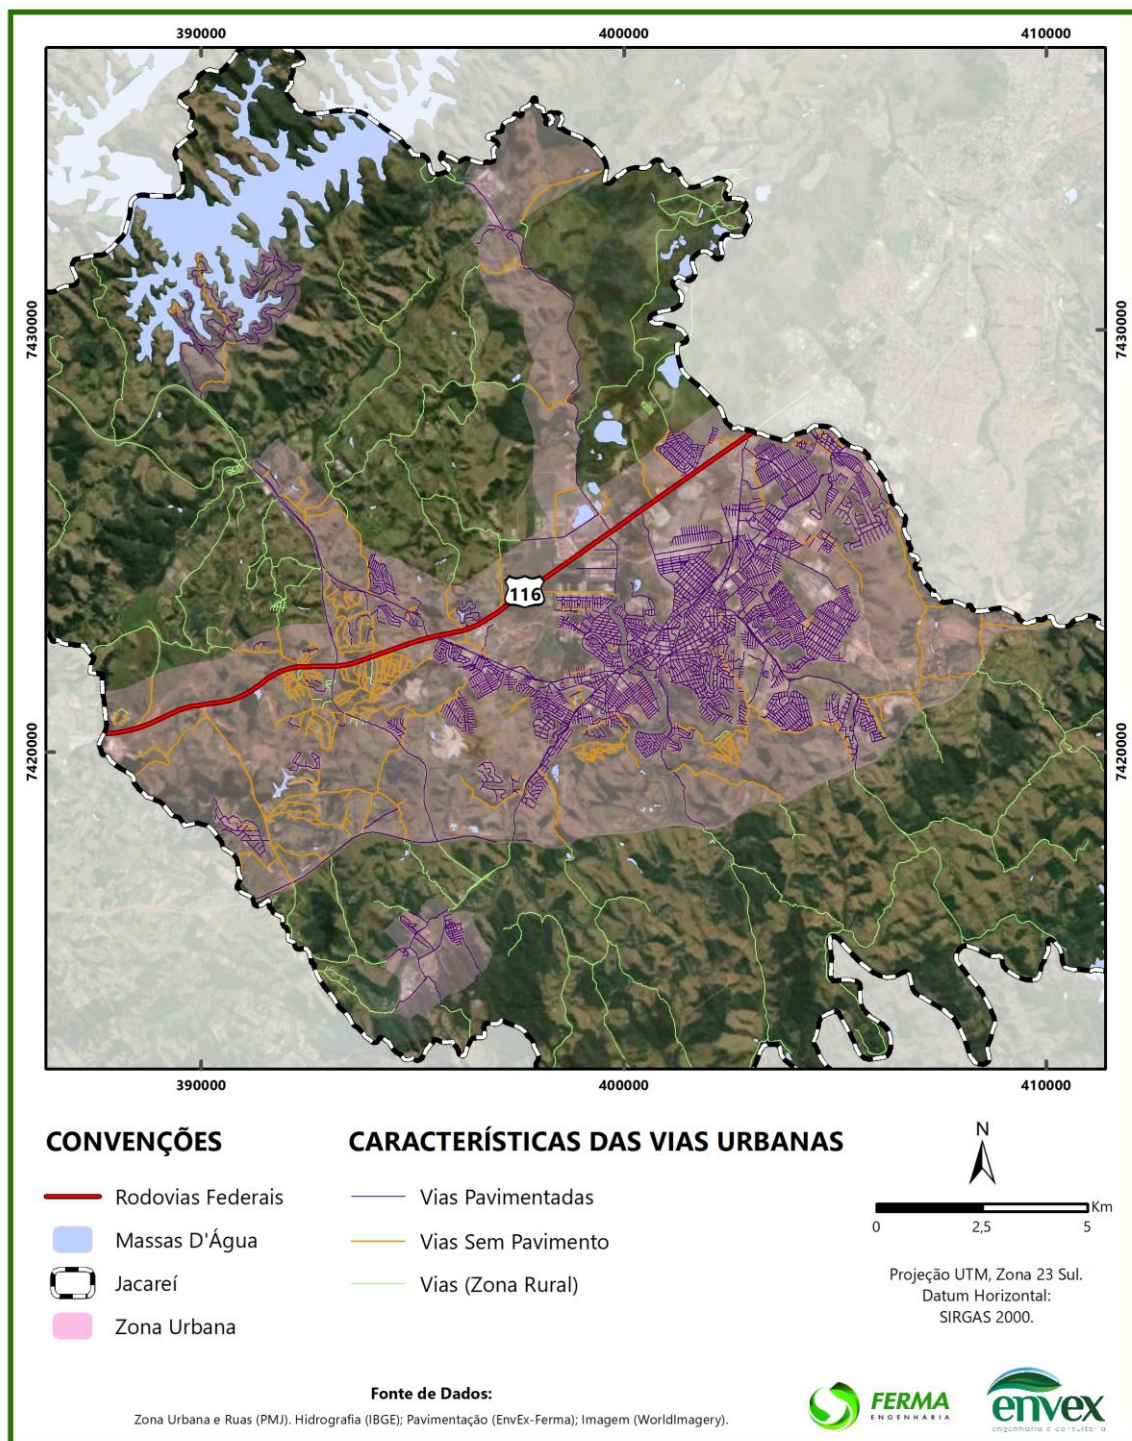 390000 400000 410000
7430000 7430000
116
7420000 7420000
390000 400000 410000
CONVENÇÕES
Rodovias Federais
Massas D'Água
Jacareí
Zona Urbana
CARACTERÍSTICAS DAS VIAS URBANAS
Vias Pavimentadas
Vias Sem Pavimento
Vias (Zona Rural)
N
Km
0 2,5 5
Projeção UTM, Zona 23 Sul.
Datum Horizontal:
SIRGAS 2000.
Fonte de Dados:
Zona Urbana e Ruas (PMJ). Hidrografia (IBGE); Pavimentação (EnvEx-Ferma); Imagem (WorldImagery).
FERMA
ENGENHARIA
envex
engenharia e consultoria